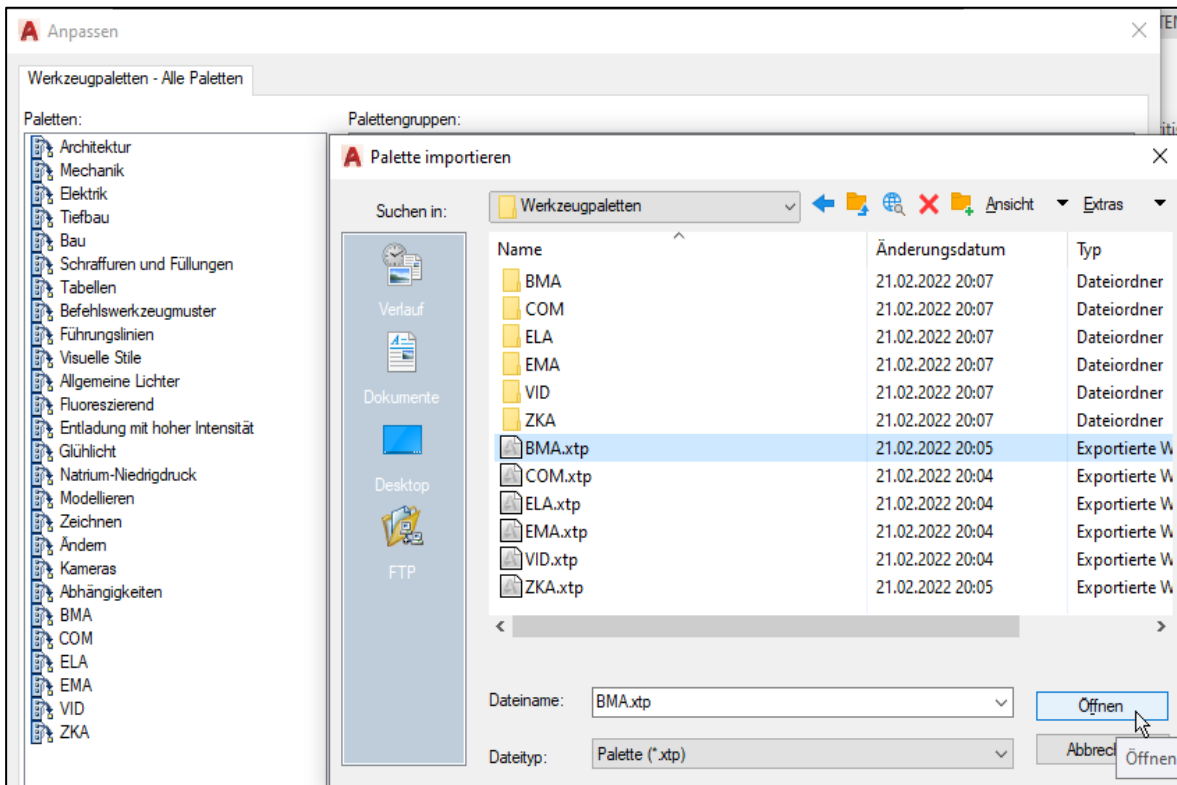 Anpassen
Werkzeugpaletten - Alle Paletten
Paletten:
Palettengruppen:
Architektur
Mechanik
Elektrik
Tiefbau
Bau
Schraffuren und Füllungen
Tabellen
Befehlswerkzeugmuster
Führungslinien
Visuelle Stile
Allgemeine Lichter
Fluoreszierend
Entladung mit hoher Intensität
Glühlicht
Natrium-Niedrigdruck
Modellieren
Zeichnen
Ändern
Kameras
Abhängigkeiten
BMA
COM
ELA
EMA
VID
ZKA
Palette importieren
Suchen in:
Werkzeugpaletten
Ansicht
Extras
Verlauf
Dokumente
Desktop
FTP
Name Änderungsdatum Typ
BMA 21.02.2022 20:07 Dateiordner
COM 21.02.2022 20:07 Dateiordner
ELA 21.02.2022 20:07 Dateiordner
EMA 21.02.2022 20:07 Dateiordner
VID 21.02.2022 20:07 Dateiordner
ZKA 21.02.2022 20:07 Dateiordner
BMA.xtp 21.02.2022 20:05 Exportierte W
COM.xtp 21.02.2022 20:04 Exportierte W
ELA.xtp 21.02.2022 20:04 Exportierte W
EMA.xtp 21.02.2022 20:04 Exportierte W
VID.xtp 21.02.2022 20:04 Exportierte W
ZKA.xtp 21.02.2022 20:05 Exportierte W
Dateiname: BMA.xtp Öffnen
Dateityp: Palette (*.xtp) Abbrec
Öffnen